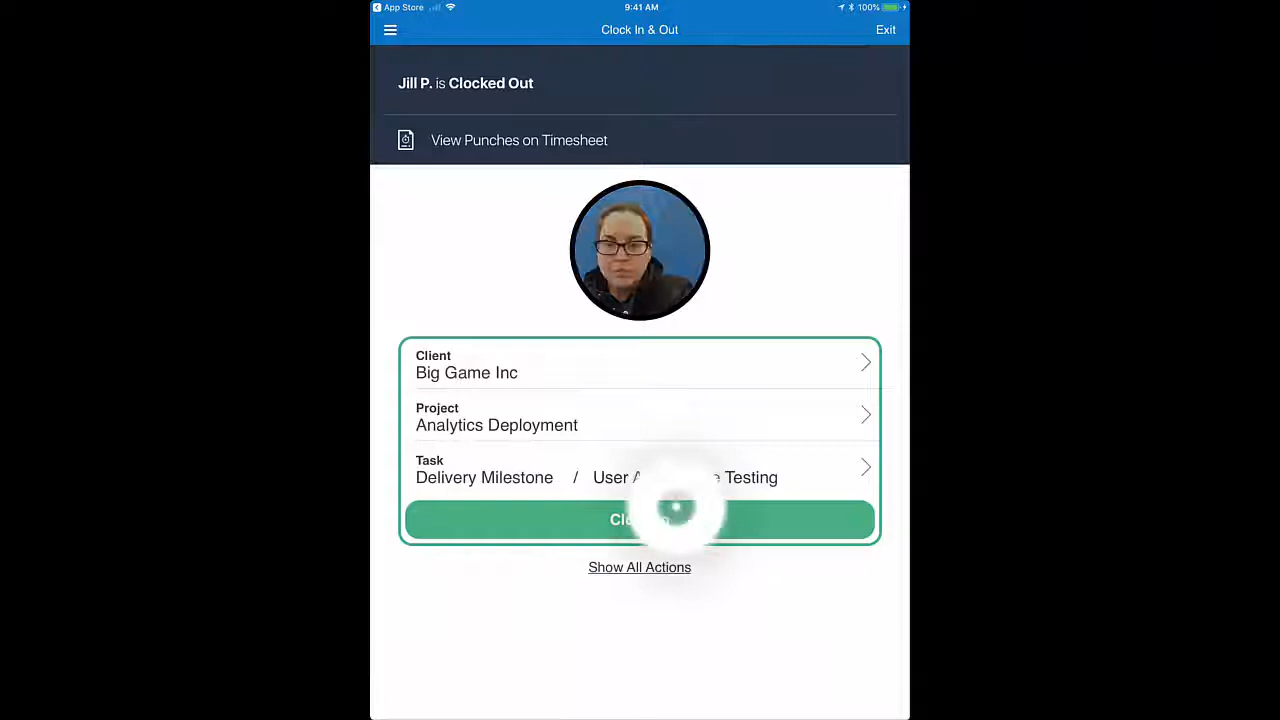 App Store
9:41 AM
100%
Clock In & Out
Exit
Jill P. is Clocked Out
View Punches on Timesheet
Client
Big Game Inc
Project
Analytics Deployment
Task
Delivery Milestone / User Testing
Show All Actions